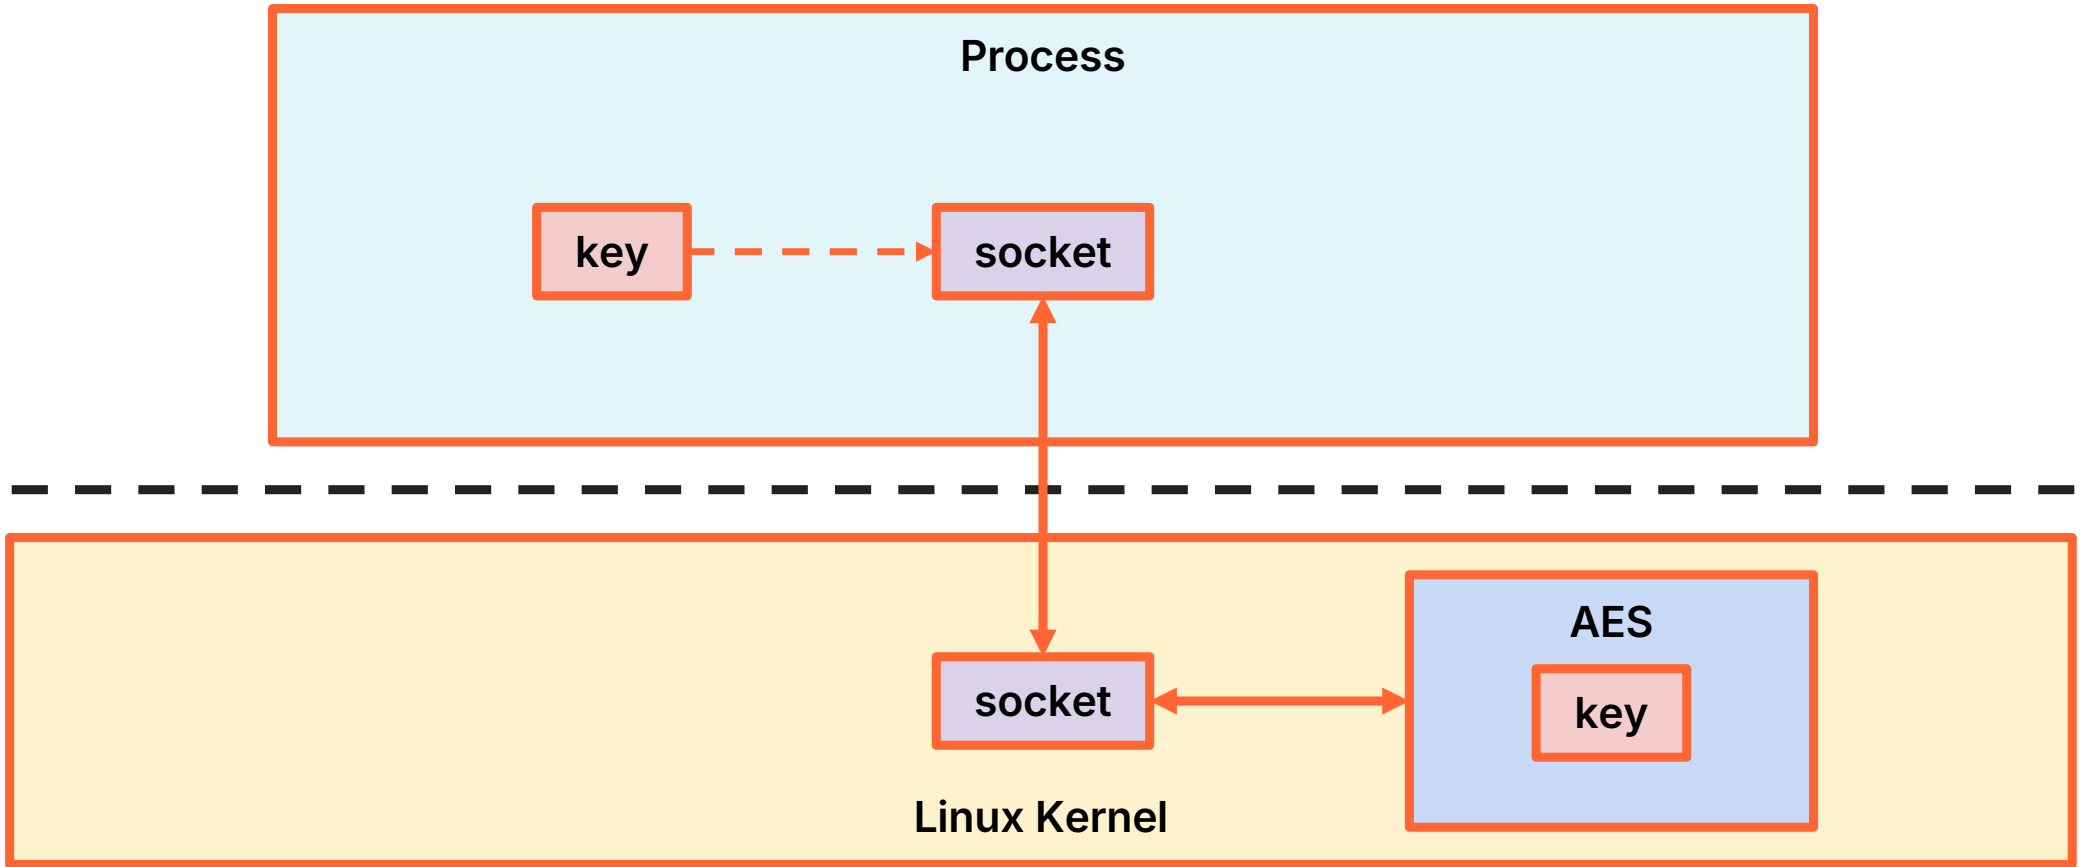 Process
key
socket
AES
socket
key
Linux Kernel